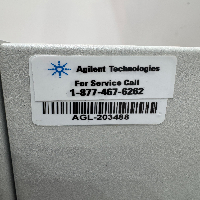 Agilent Technologies
For Service Call
1-877-467-6262
AGL-203488